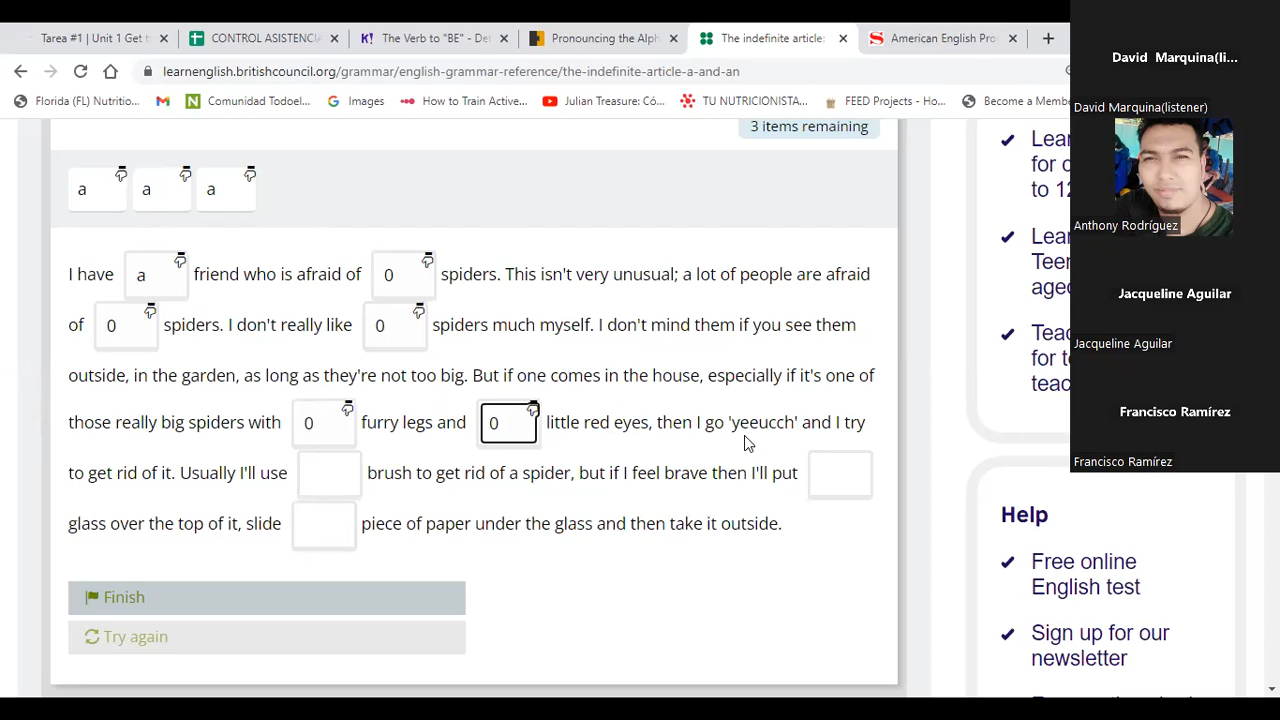 Tarea #1 | Unit 1 Get t
CONTROL ASISTENCI
The Verb to "BE" - De
Pronouncing the Alph
The indefinite article:
American English Pro
learnenglish.britishcouncil.org/grammar/english-grammar-reference/the-indefinite-article-a-and-an
Florida (FL) Nutritio...
Comunidad Todoel...
Images
How to Train Active...
Julian Treasure: Có...
TU NUTRICIONISTA...
FEED Projects - Ho...
Become a Memb
3 items remaining
a a a
I have a friend who is afraid of 0 spiders. This isn't very unusual; a lot of people are afraid
of 0 spiders. I don't really like 0 spiders much myself. I don't mind them if you see them
outside, in the garden, as long as they're not too big. But if one comes in the house, especially if it's one of
those really big spiders with 0 furry legs and 0 little red eyes, then I go 'yeeucch' and I try
to get rid of it. Usually I'll use brush to get rid of a spider, but if I feel brave then I'll put
glass over the top of it, slide piece of paper under the glass and then take it outside.
Finish
Try again
Lear
for
to 12
Lear
Teen
age
Teac
for t
teac
Help
Free online
English test
Sign up for our
newsletter
David Marquina(li...
David Marquina(listener)
Anthony Rodríguez
Jacqueline Aguilar
Jacqueline Aguilar
Francisco Ramírez
Francisco Ramírez